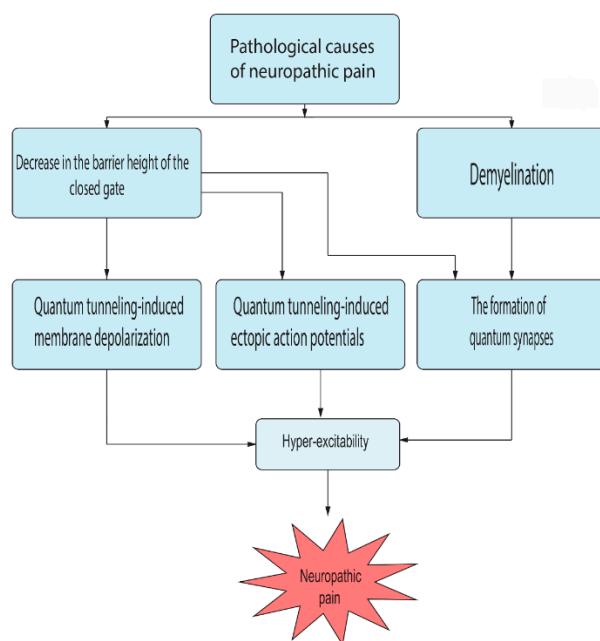 Pathological causes
of neuropathic pain
Decrease in the barrier height of the
closed gate
Demyelination
Quantum tunneling-induced
membrane depolarization
Quantum tunneling-induced
ectopic action potentials
The formation of
quantum synapses
Hyper-excitability
Neuropathic
pain